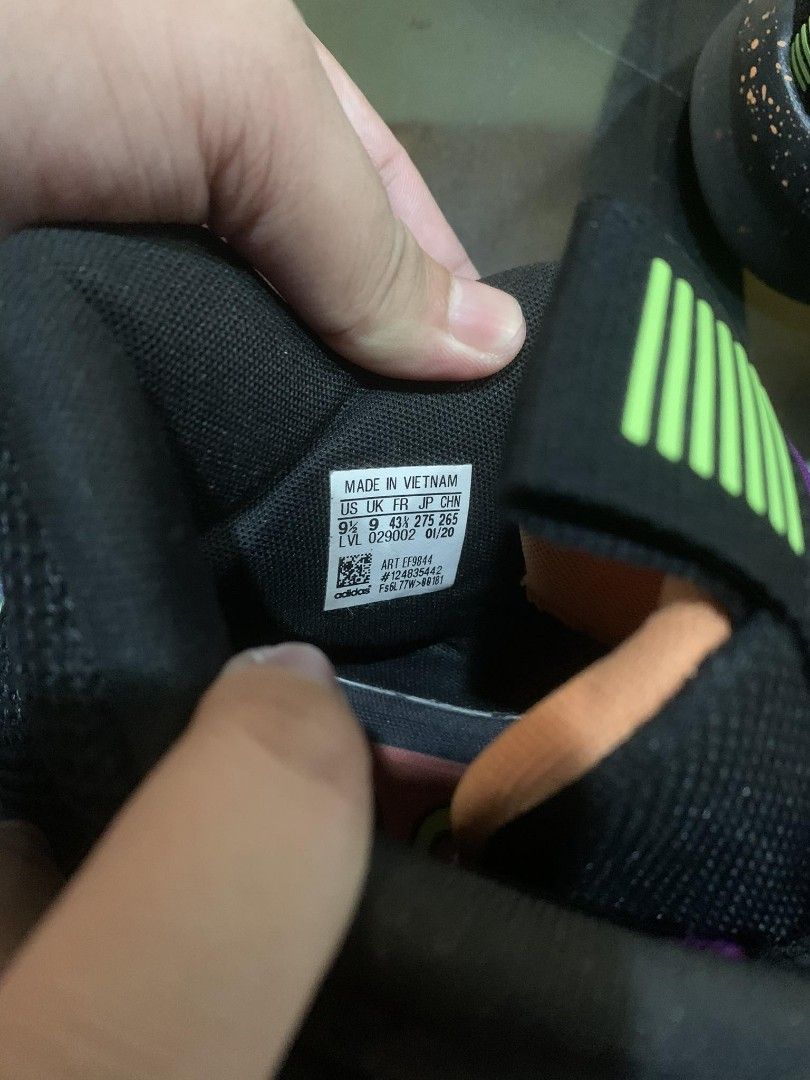 MADE IN VIETNAM
US UK FR JP CHN
9½ 9 43⅓ 275 265
LVL 029002 01/20
ART EF9844
#124835442
adidas